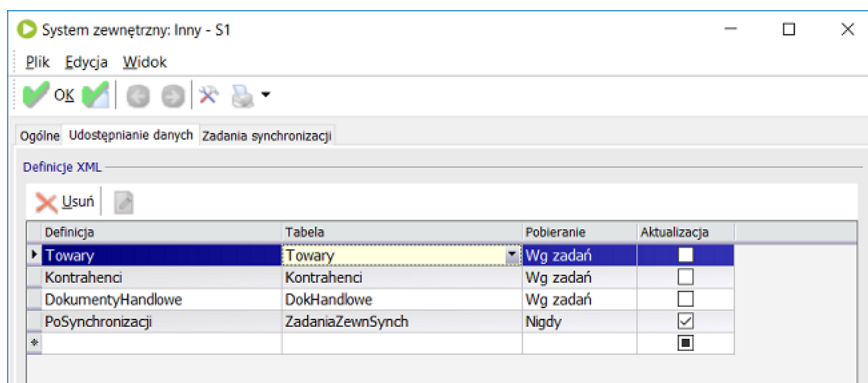 System zewnętrzny: Inny - S1
Plik Edycja Widok
OK
Ogólne Udostępnianie danych Zadania synchronizacji
Definicje XML
Usuń
Definicja Tabela Pobieranie Aktualizacja
Towary Towary Wg zadań
Kontrahenci Kontrahenci Wg zadań
DokumentyHandlowe DokHandlowe Wg zadań
PoSynchronizacji ZadaniaZewnSynch Nigdy